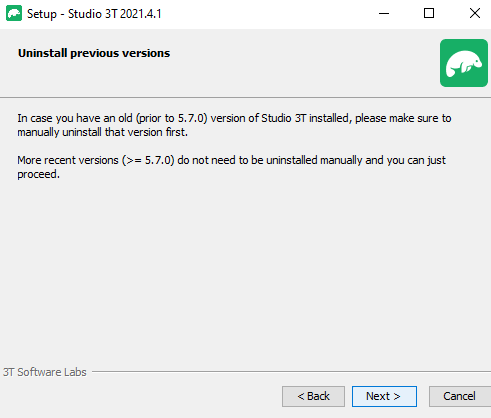 Setup - Studio 3T 2021.4.1
Uninstall previous versions
In case you have an old (prior to 5.7.0) version of Studio 3T installed, please make sure to
manually uninstall that version first.
More recent versions (>= 5.7.0) do not need to be uninstalled manually and you can just
proceed.
3T Software Labs
< Back
Next >
Cancel